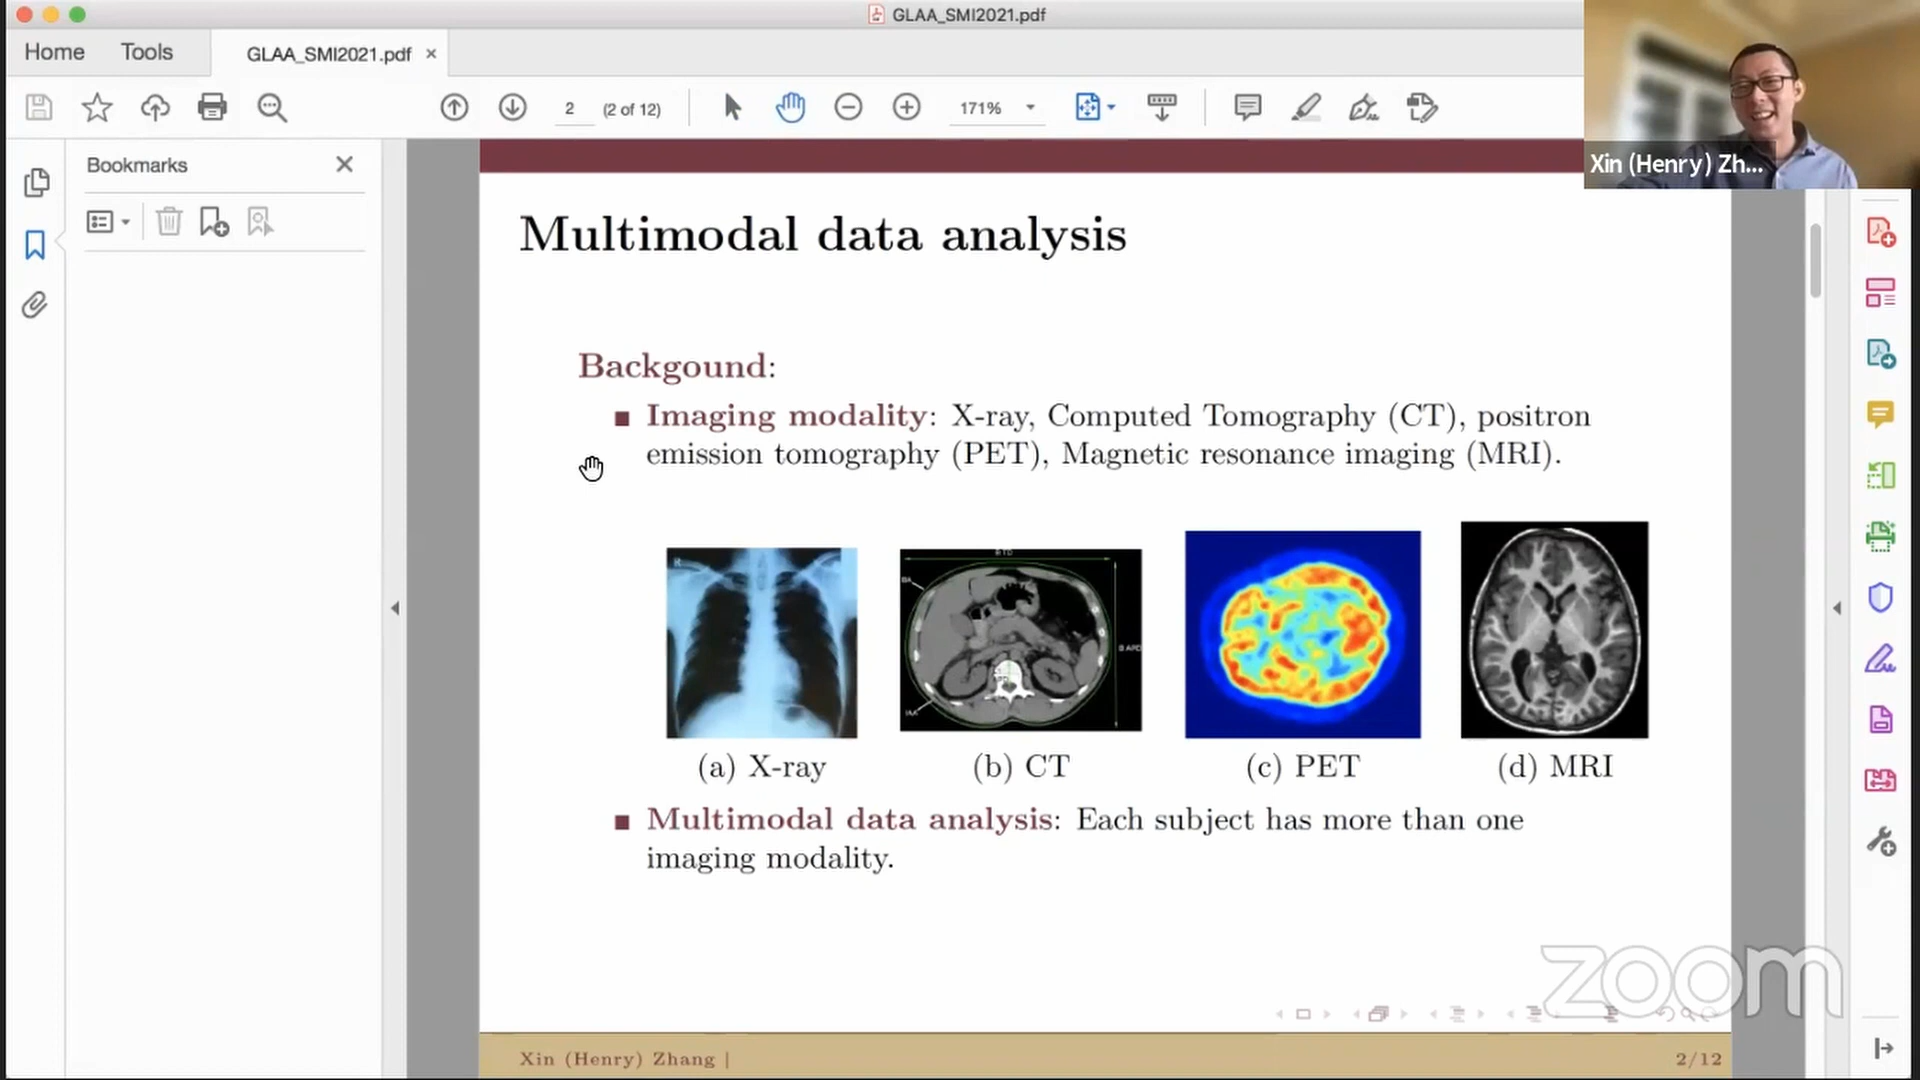 GLAA_SMI2021.pdf
Home Tools GLAA_SMI2021.pdf
2 (2 of 12) 171%
Xin (Henry) Zh...
Bookmarks
Multimodal data analysis
Backgound:
Imaging modality: X-ray, Computed Tomography (CT), positron
emission tomography (PET), Magnetic resonance imaging (MRI).
R
B TD
B APD
(a) X-ray (b) CT (c) PET (d) MRI
Multimodal data analysis: Each subject has more than one
imaging modality.
zoom
Xin (Henry) Zhang | 2/12